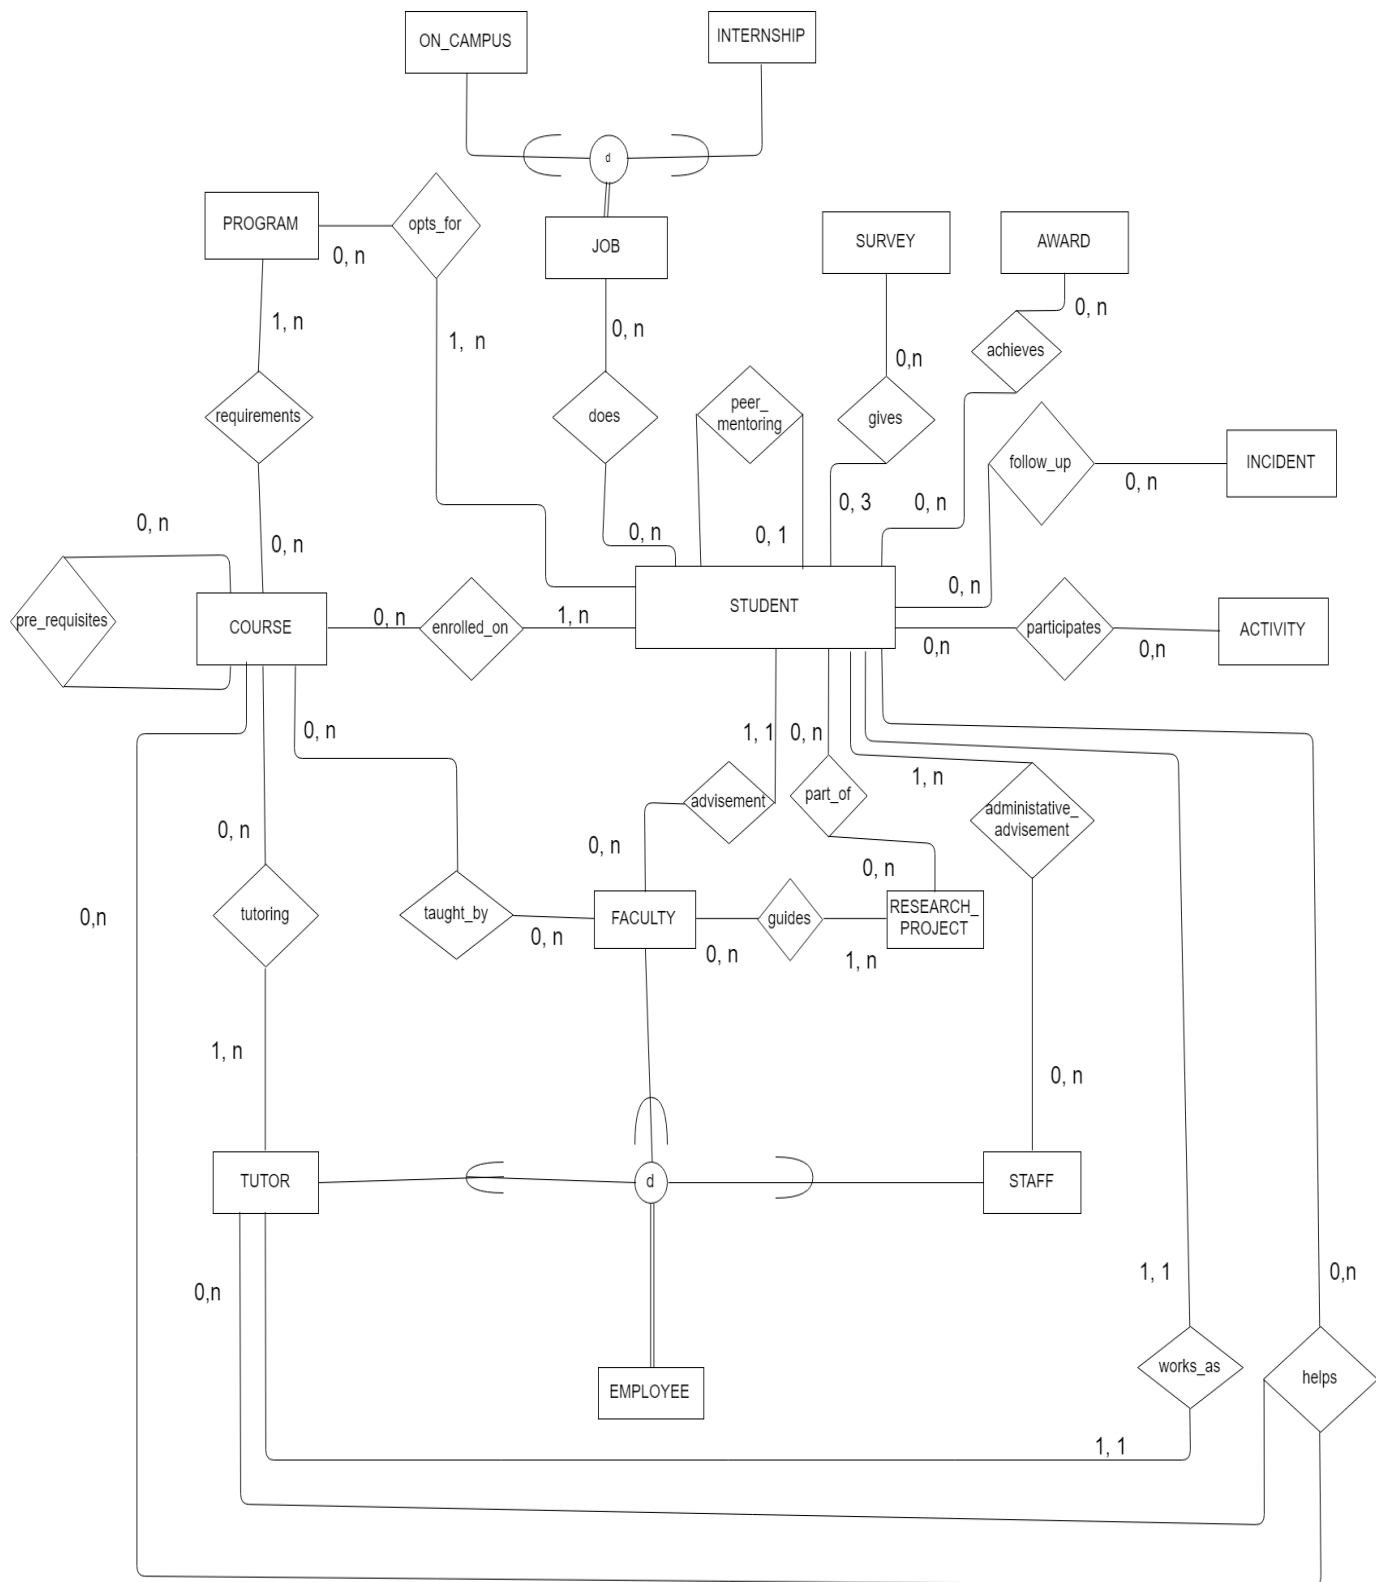 ON_CAMPUS
INTERNSHIP
d
PROGRAM
opts_for
JOB
SURVEY
AWARD
0, n
0, n
1, n
1, n
0, n
0,n
achieves
requirements
does
peer_
mentoring
gives
follow_up
INCIDENT
0, n
0, n
0, n
0, n
0, 1
0, 3
0, n
pre_requisites
COURSE
0, n
enrolled_on
1, n
STUDENT
0, n
participates
ACTIVITY
0,n
0,n
0, n
1, 1
0, n
1, n
advisement
part_of
administative_
advisement
0, n
0, n
0, n
0,n
tutoring
taught_by
0, n
FACULTY
0, n
guides
1, n
RESEARCH_
PROJECT
1, n
0, n
TUTOR
d
STAFF
0,n
1, 1
0,n
EMPLOYEE
works_as
helps
1, 1